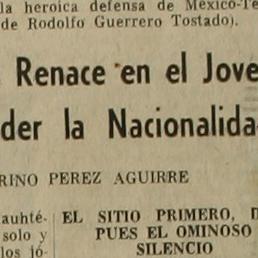 la heroica defensa de México-Te
de Rodolfo Guerrero Tostado).
Renace en el Jove
der la Nacionalida
RINO PEREZ AGUIRRE
auhté-
solo y
los jó-
EL SITIO PRIMERO, D
PUES EL OMINOSO
SILENCIO